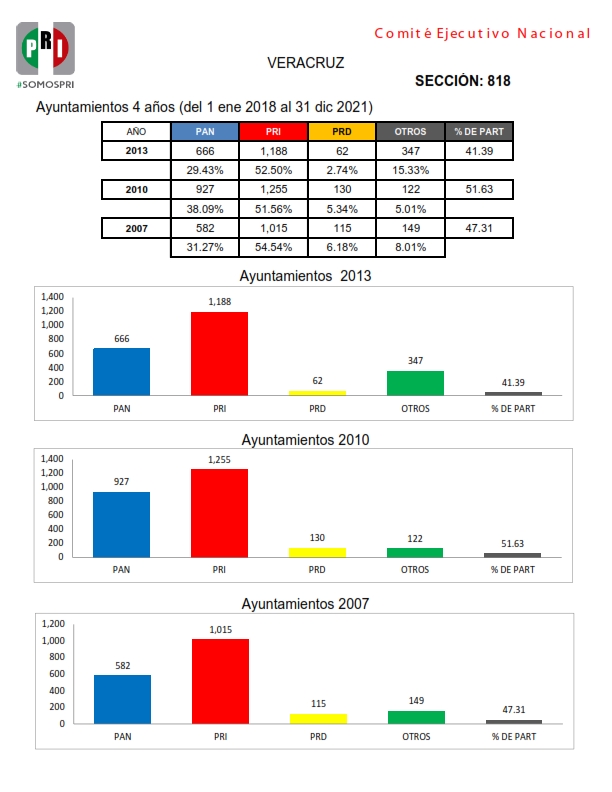 Comité Ejecutivo Nacional
PRI
#SOMOSPRI
VERACRUZ
SECCIÓN: 818
Ayuntamientos 4 años (del 1 ene 2018 al 31 dic 2021)
AÑO PAN PRI PRD OTROS % DE PART
2013 666 1,188 62 347 41.39
29.43% 52.50% 2.74% 15.33%
2010 927 1,255 130 122 51.63
38.09% 51.56% 5.34% 5.01%
2007 582 1,015 115 149 47.31
31.27% 54.54% 6.18% 8.01%
Ayuntamientos 2013
1,400
1,200
1,000
800
600
400
200
0
666 1,188 62 347 41.39
PAN PRI PRD OTROS % DE PART
Ayuntamientos 2010
1,400
1,200
1,000
800
600
400
200
0
927 1,255 130 122 51.63
PAN PRI PRD OTROS % DE PART
Ayuntamientos 2007
1,200
1,000
800
600
400
200
0
582 1,015 115 149 47.31
PAN PRI PRD OTROS % DE PART